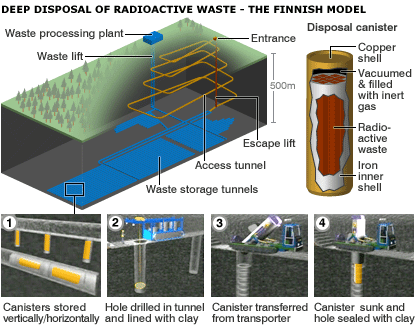 DEEP DISPOSAL OF RADIOACTIVE WASTE - THE FINNISH MODEL
Waste processing plant
Waste lift
Entrance
500m
Escape lift
Access tunnel
Waste storage tunnels
Disposal canister
Copper
shell
Vacuumed
& filled
with inert
gas
Radio-
active
waste
Iron
inner
shell
1
Canisters stored
vertically/horizontally
2
Hole drilled in tunnel
and lined with clay
3
Canister transferred
from transporter
4
Canister sunk and
hole sealed with clay